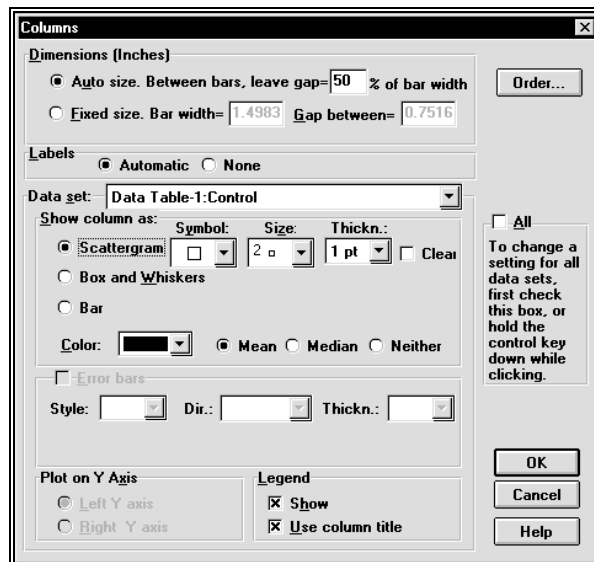 Columns
Dimensions (Inches)
Auto size. Between bars, leave gap= 50 % of bar width
Order...
Fixed size. Bar width= 1.4983 Gap between= 0.7516
Labels
Automatic None
Data set: Data Table-1:Control
Show column as:
Symbol: Size: Thickn.:
Scattergram 2 1 pt Clear
Box and Whiskers
Bar
Color: Mean Median Neither
All
To change a
setting for all
data sets,
first check
this box, or
hold the
control key
down while
clicking.
Error bars
Style: Dir.: Thickn.:
Plot on Y Axis
Left Y axis
Right Y axis
Legend
Show
Use column title
OK
Cancel
Help